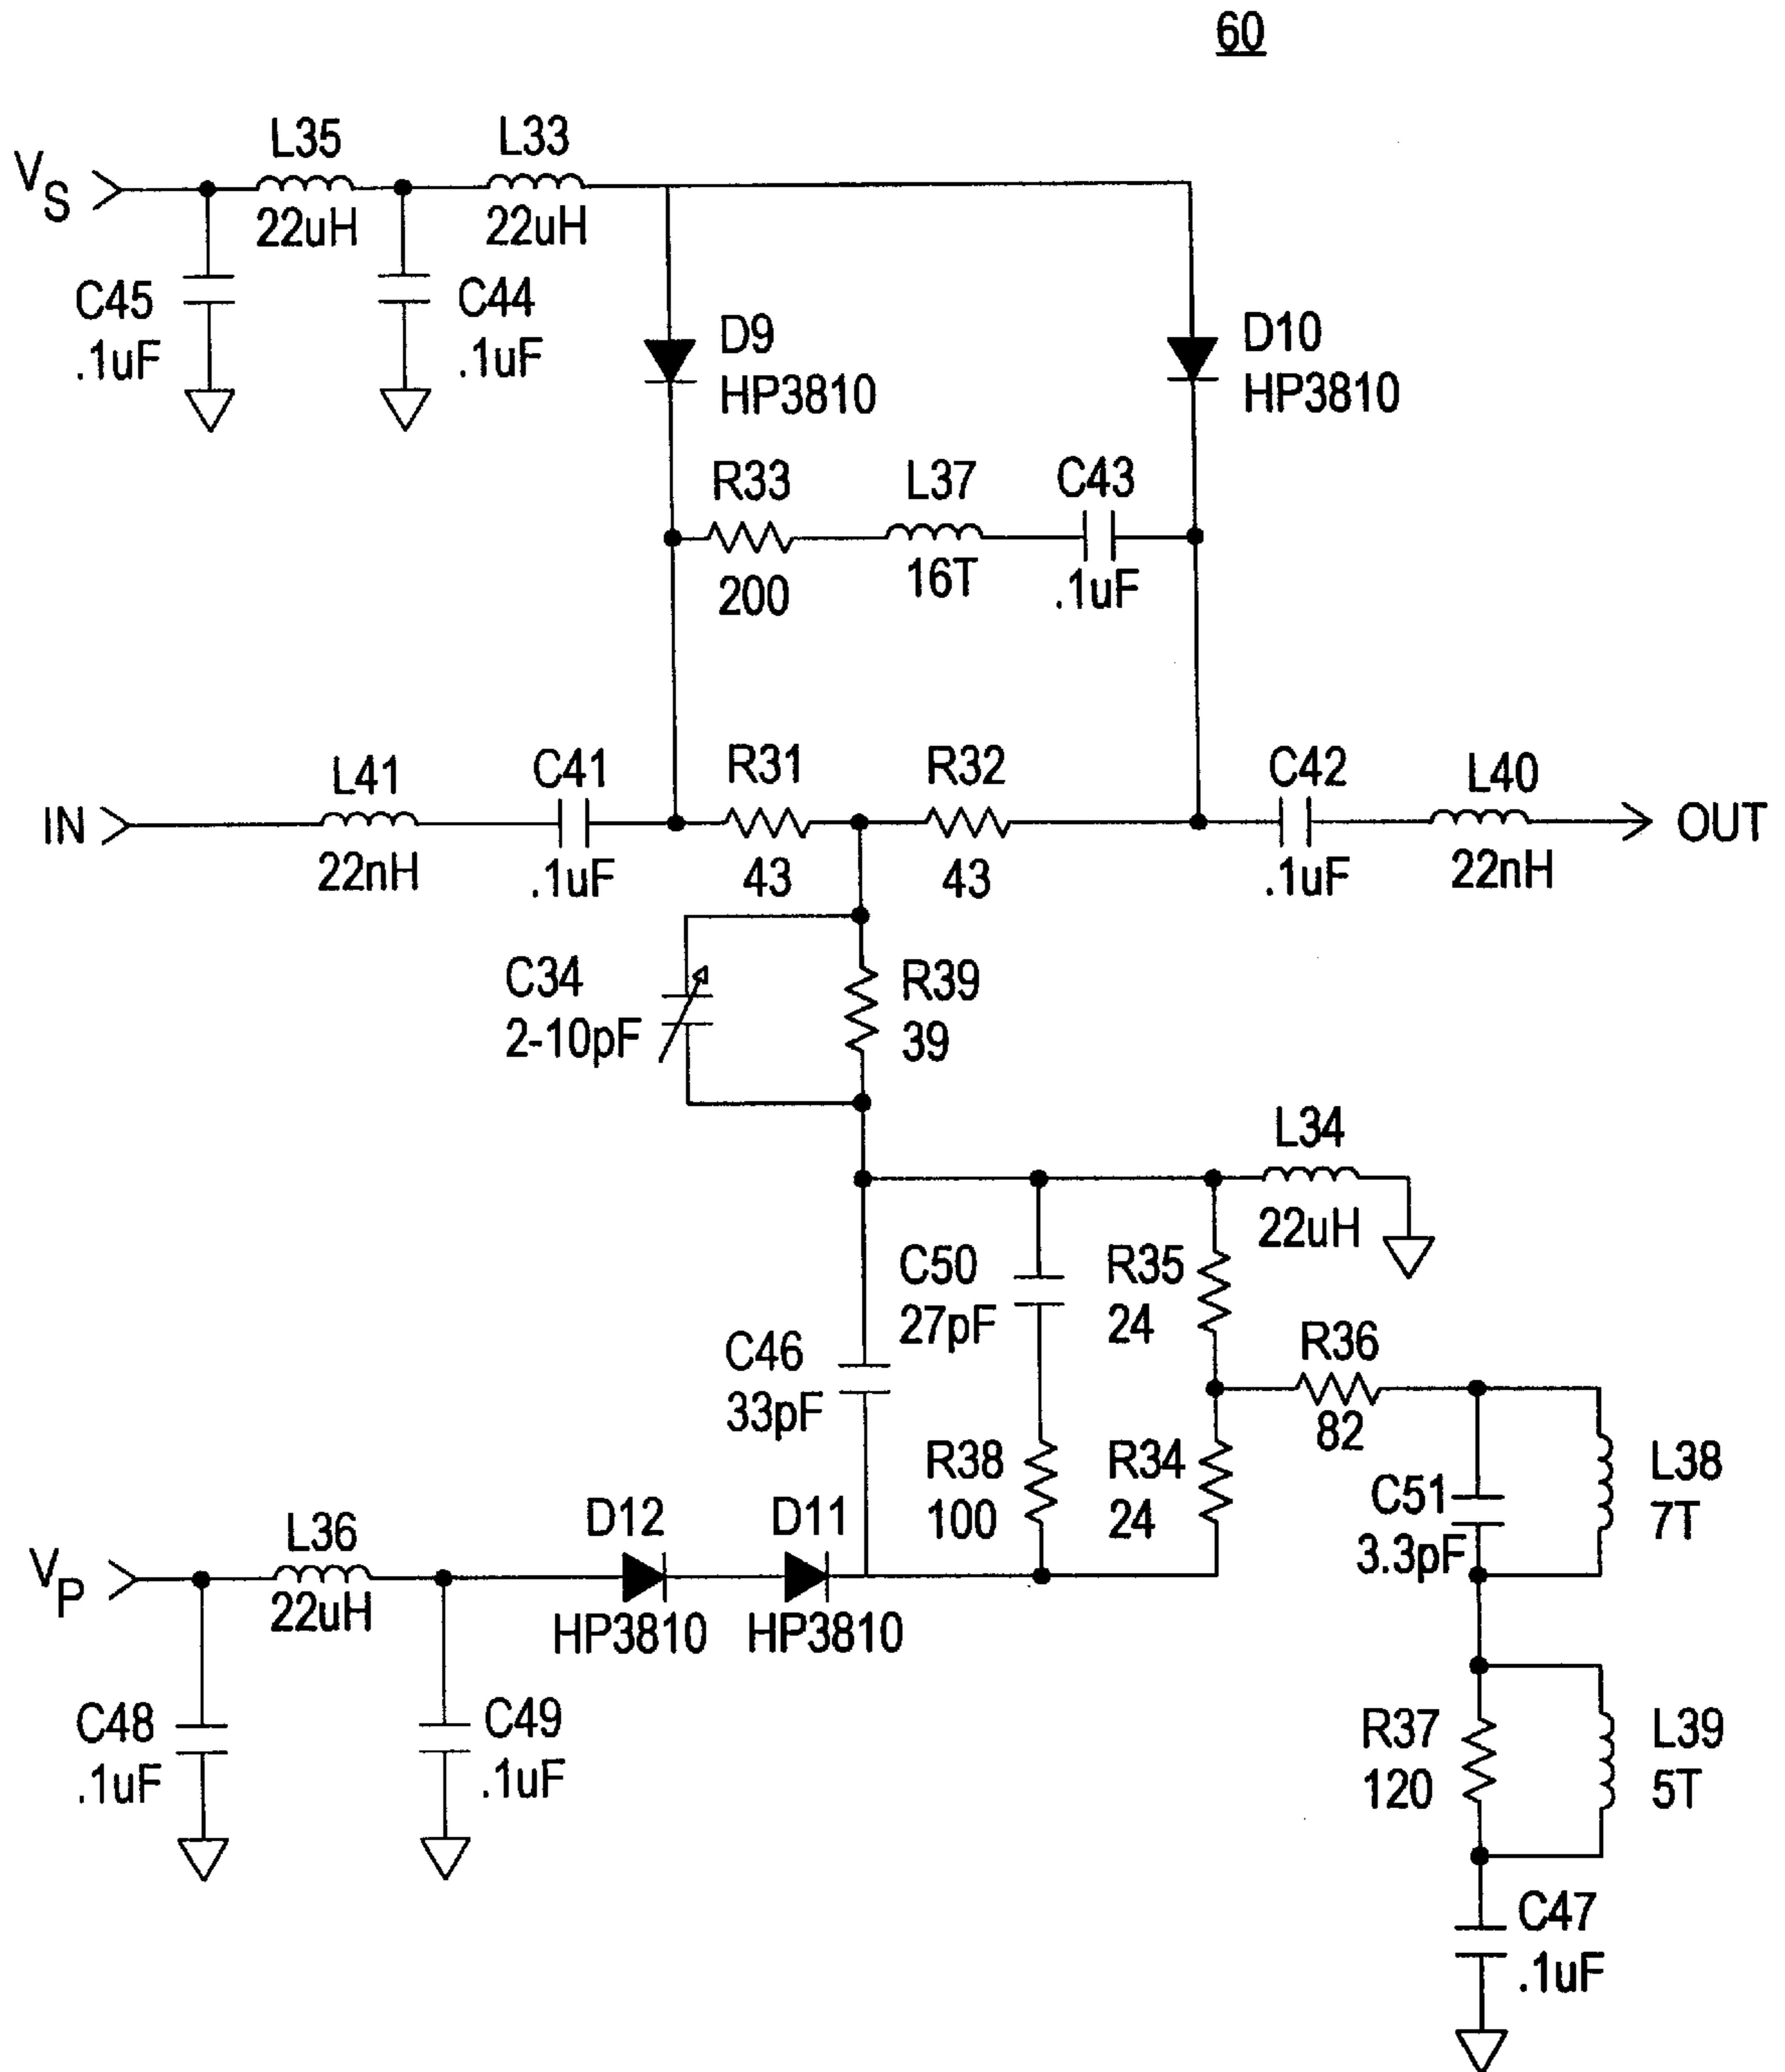 60
L35
L33
VS
22uH
22uH
C45
.1uF
C44
.1uF
D9
HP3810
D10
HP3810
R33
L37
C43
200
16T
.1uF
L41
C41
R31
R32
C42
L40
IN
OUT
22nH
.1uF
43
43
.1uF
22nH
C34
2-10pF
R39
39
L34
22uH
C50
27pF
R35
24
C46
33pF
R36
82
R38
100
R34
24
C51
3.3pF
L38
7T
VP
L36
22uH
D12
D11
HP3810
HP3810
C48
.1uF
C49
.1uF
R37
120
L39
5T
C47
.1uF